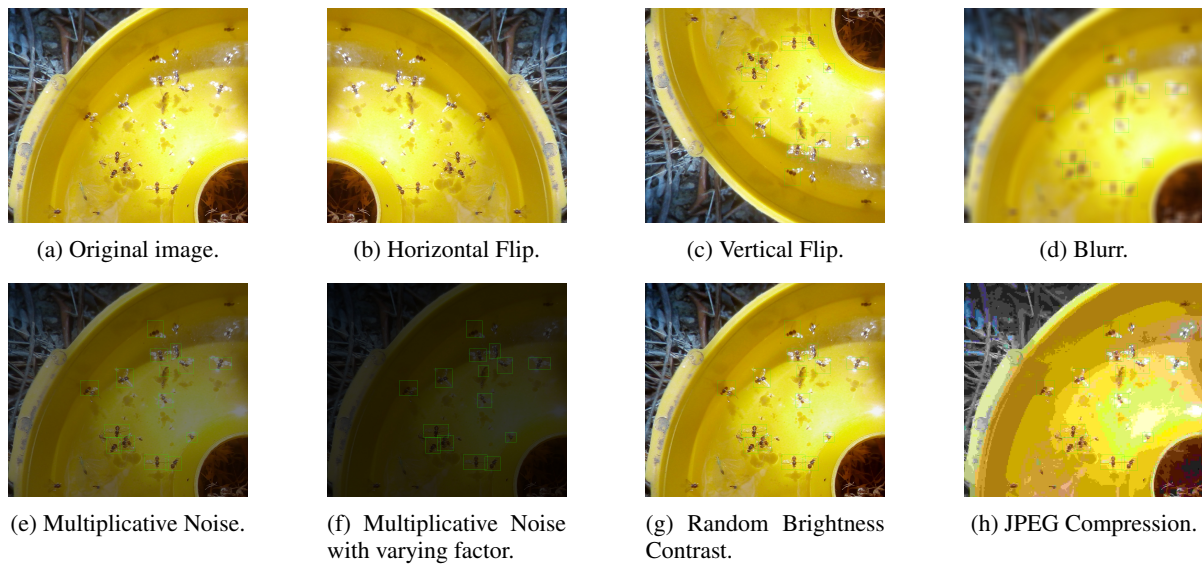 (a) Original image.
(b) Horizontal Flip.
(c) Vertical Flip.
(d) Blurr.
(e) Multiplicative Noise.
(f) Multiplicative Noise
with varying factor.
(g) Random Brightness
Contrast.
(h) JPEG Compression.